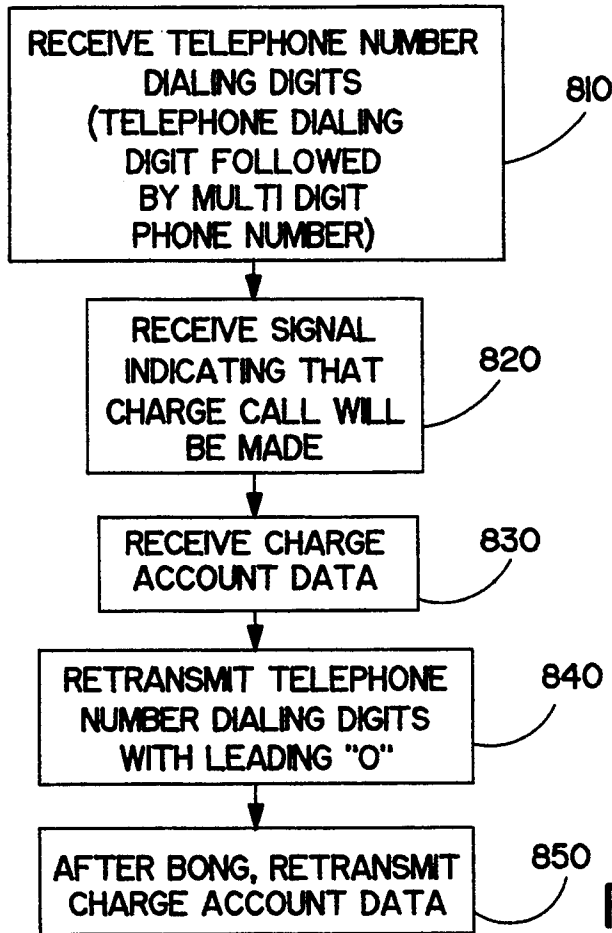 RECEIVE TELEPHONE NUMBER
DIALING DIGITS
(TELEPHONE DIALING
DIGIT FOLLOWED
BY MULTI DIGIT
PHONE NUMBER)
810
RECEIVE SIGNAL
INDICATING THAT
CHARGE CALL WILL
BE MADE
820
RECEIVE CHARGE
ACCOUNT DATA
830
RETRANSMIT TELEPHONE
NUMBER DIALING DIGITS
WITH LEADING "O"
840
AFTER BONG, RETRANSMIT
CHARGE ACCOUNT DATA
850